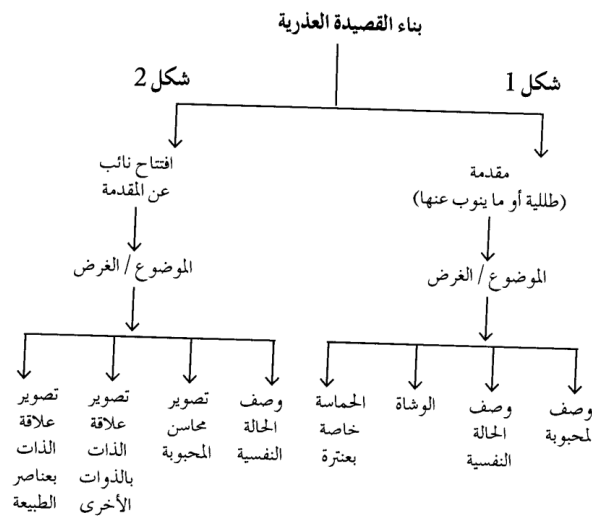 بناء القصيدة العذرية
شكل 1
شكل 2
مقدمة
(طللية أو ما ينوب عنها)
افتتاح نائب
عن المقدمة
الموضوع / الغرض
الموضوع / الغرض
وصف
المحبوبة
وصف
الحالة
النفسية
الوشاة
الحماسة
خاصة
بعنترة
وصف
الحالة
النفسية
تصوير
محاسن
المحبوبة
تصوير
علاقة
الذات
بالذوات
الأخرى
تصوير
علاقة
الذات
بعناصر
الطبيعة